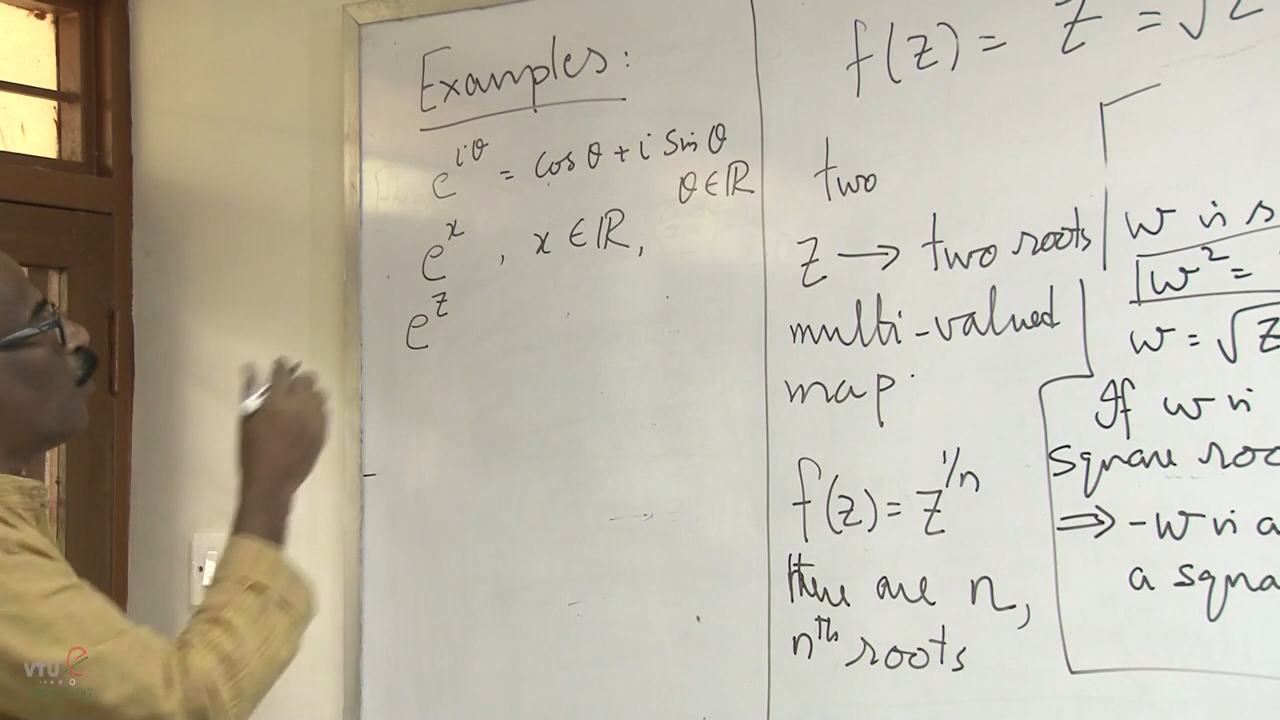 Examples:
e^{iθ} = cos θ + i Sin θ
θ ∈ ℝ
e^x , x ∈ ℝ,
e^z
f(z) = z = √z
two
z → two roots
multi-valued
map.
f(z) = z^{1/n}
there are n,
n^{th} roots
w is s
w² =
w = √z
If w is
square roo
⇒ -w is a
a squa
VTU e